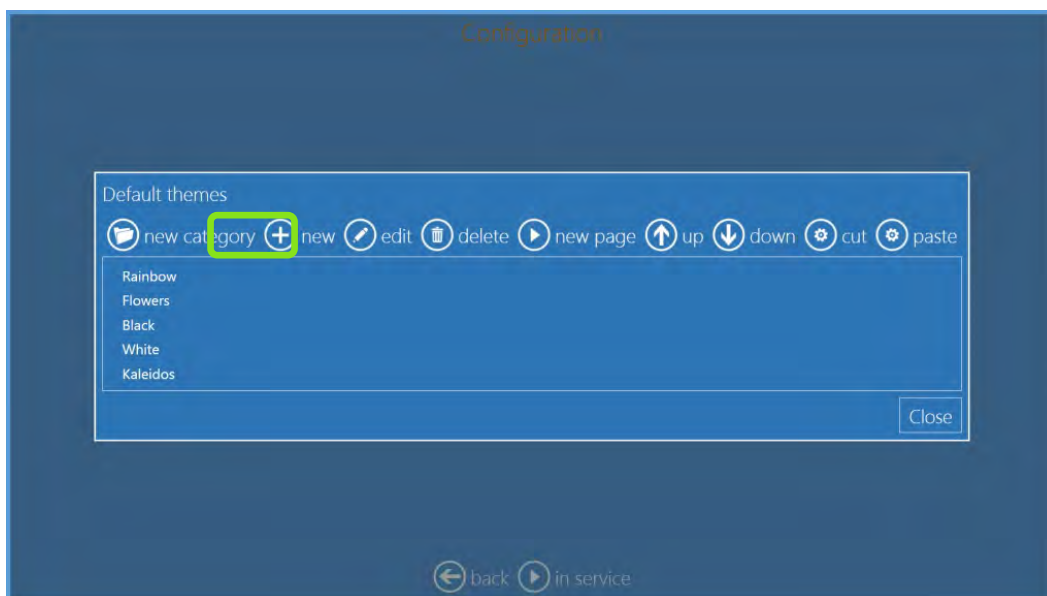 Configuration
Default themes
new category new edit delete new page up down cut paste
Rainbow
Flowers
Black
White
Kaleidos
Close
back in service